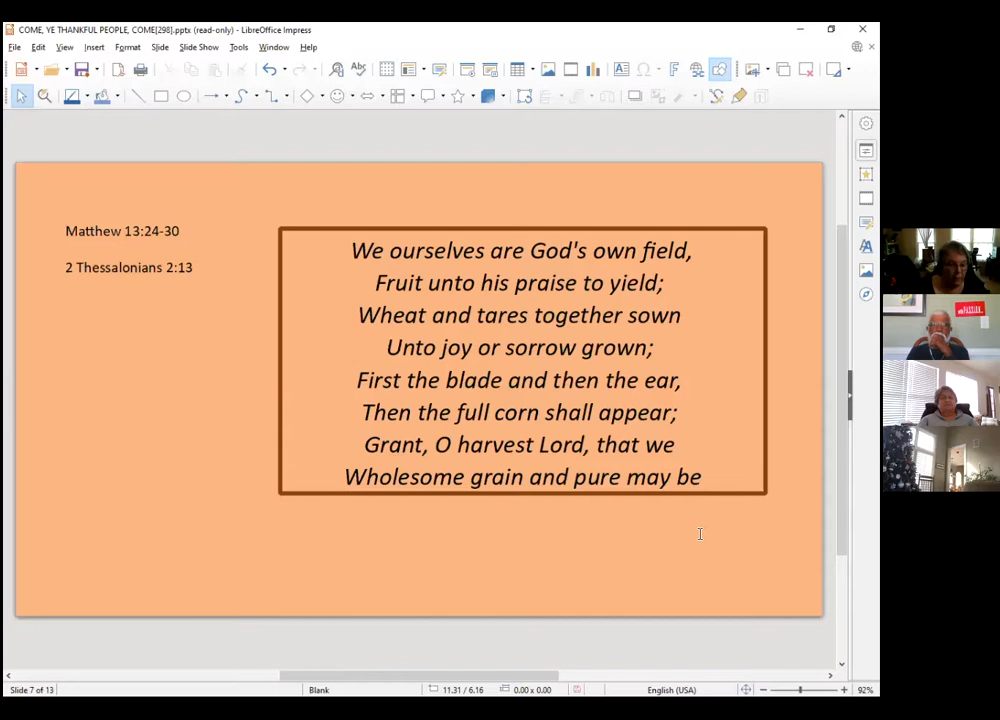 COME, YE THANKFUL PEOPLE, COME[298].pptx (read-only) - LibreOffice Impress
File Edit View Insert Format Slide Slide Show Tools Window Help
Matthew 13:24-30
2 Thessalonians 2:13
We ourselves are God's own field,
Fruit unto his praise to yield;
Wheat and tares together sown
Unto joy or sorrow grown;
First the blade and then the ear,
Then the full corn shall appear;
Grant, O harvest Lord, that we
Wholesome grain and pure may be
Slide 7 of 13 Blank 11.31 / 6.16 0.00 x 0.00 English (USA) 92%